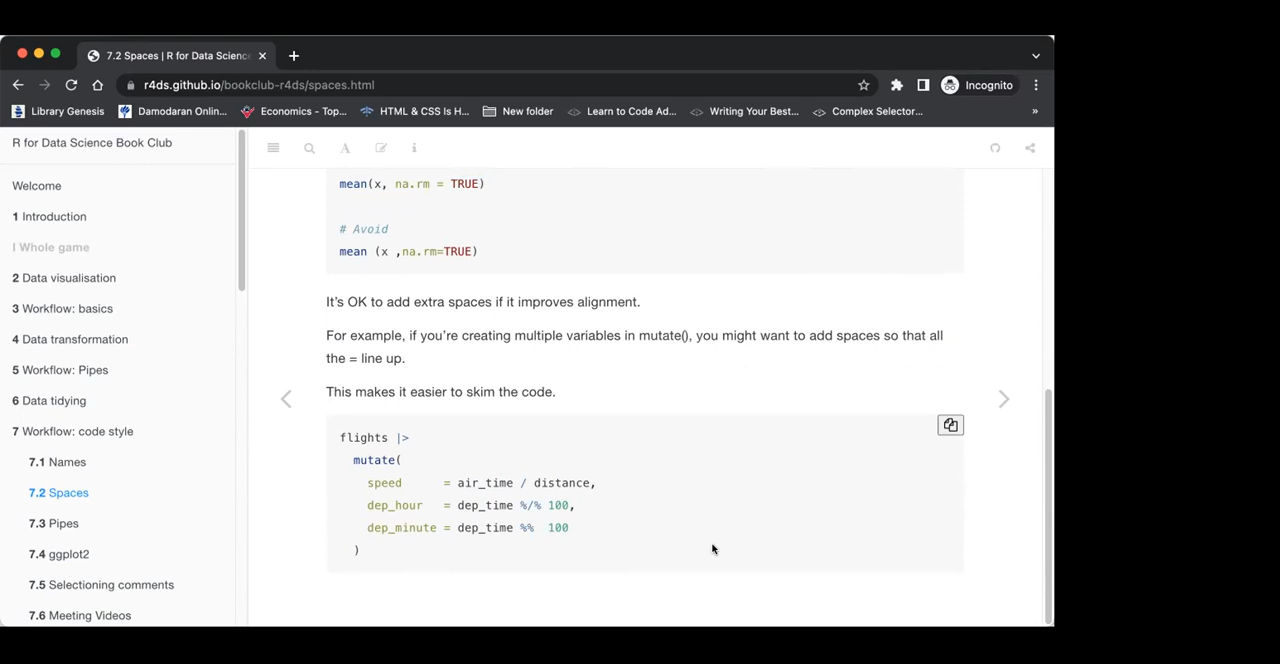 7.2 Spaces | R for Data Scienc
r4ds.github.io/bookclub-r4ds/spaces.html
Incognito
Library Genesis
Damodaran Onlin...
Economics - Top...
HTML & CSS Is H...
New folder
Learn to Code Ad...
Writing Your Best...
Complex Selector...
»
R for Data Science Book Club
Welcome
1 Introduction
I Whole game
2 Data visualisation
3 Workflow: basics
4 Data transformation
5 Workflow: Pipes
6 Data tidying
7 Workflow: code style
7.1 Names
7.2 Spaces
7.3 Pipes
7.4 ggplot2
7.5 Selectioning comments
7.6 Meeting Videos
mean(x, na.rm = TRUE)
# Avoid
mean (x ,na.rm=TRUE)
It's OK to add extra spaces if it improves alignment.
For example, if you're creating multiple variables in mutate(), you might want to add spaces so that all
the = line up.
This makes it easier to skim the code.
flights |>
  mutate(
    speed      = air_time / distance,
    dep_hour   = dep_time %/% 100,
    dep_minute = dep_time %%  100
  )